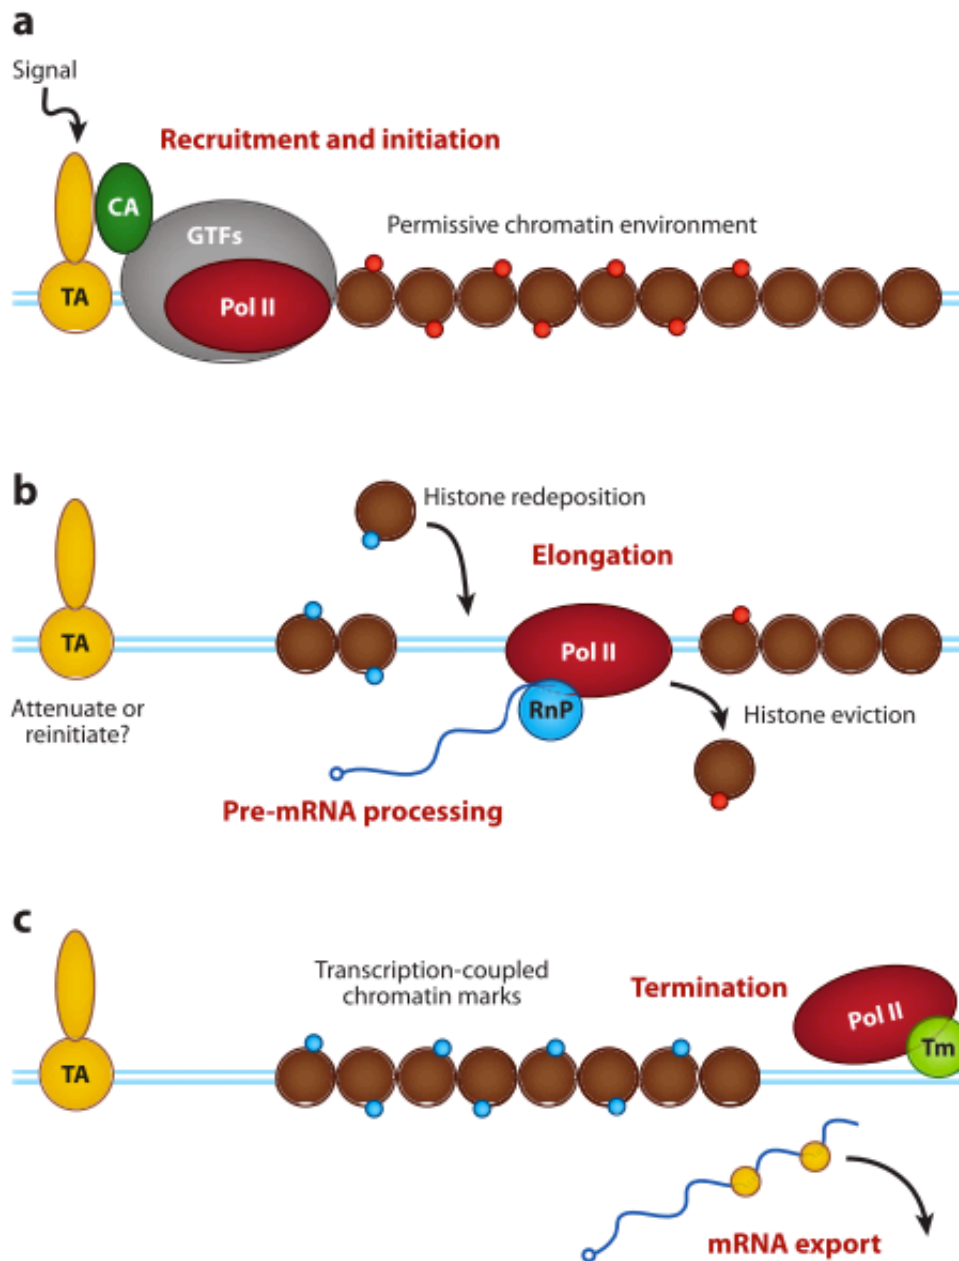 a
Signal
Recruitment and initiation
CA
GTFs
Permissive chromatin environment
TA
Pol II
b
Histone redeposition
Elongation
TA
Pol II
Attenuate or
reinitiate?
RnP
Histone eviction
Pre-mRNA processing
c
Transcription-coupled
chromatin marks
Termination
Pol II
Tm
TA
mRNA export